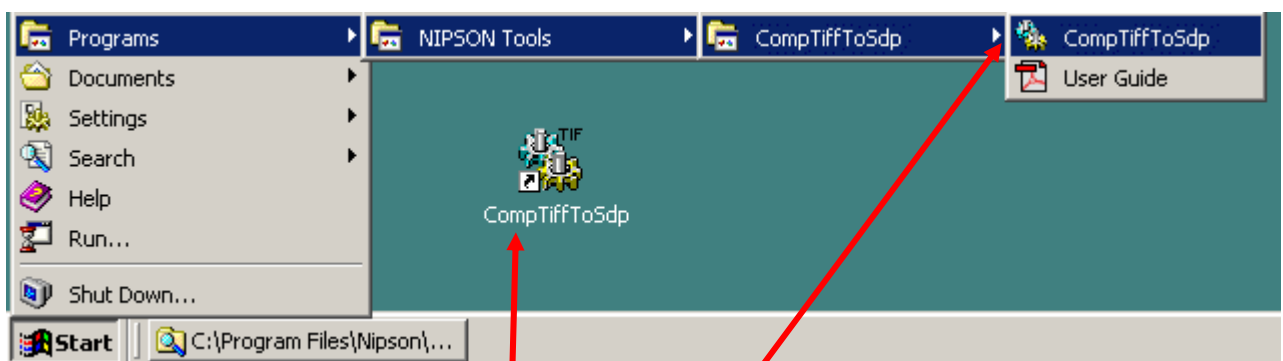 Programs
NIPSON Tools
CompTiffToSdp
CompTiffToSdp
Documents
User Guide
Settings
Search
Help
Run...
Shut Down...
TIF
CompTiffToSdp
Start
C:\Program Files\Nipson\...